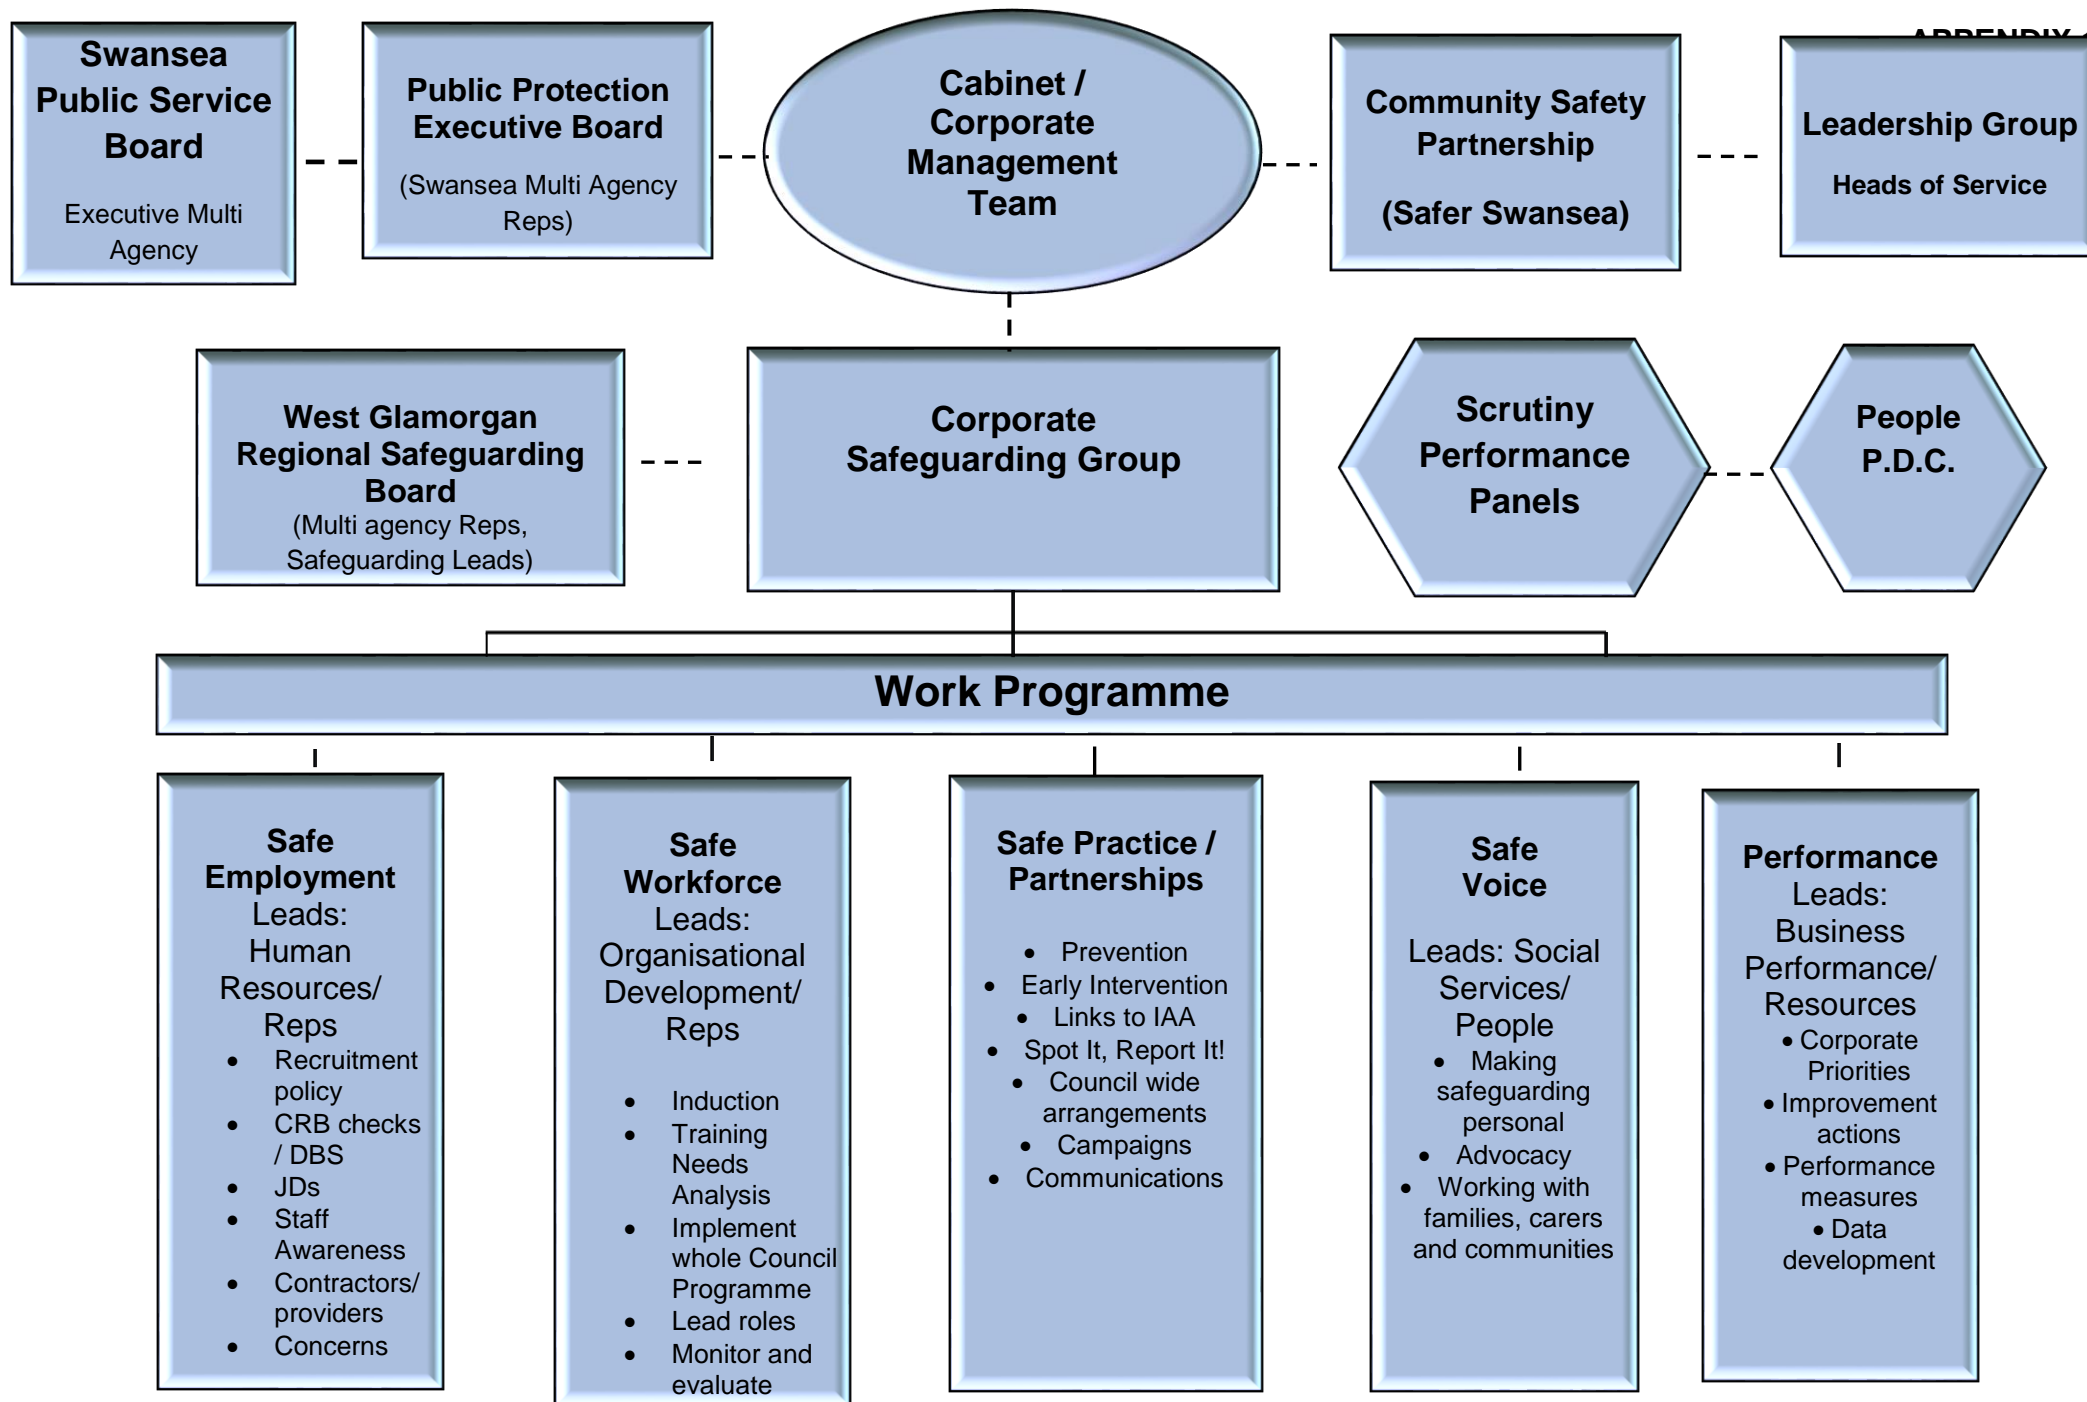 APPENDIX
Swansea
Public Service
Board
Executive Multi
Agency
Public Protection
Executive Board
(Swansea Multi Agency
Reps)
Cabinet /
Corporate
Management
Team
Community Safety
Partnership
(Safer Swansea)
Leadership Group
Heads of Service
West Glamorgan
Regional Safeguarding
Board
(Multi agency Reps,
Safeguarding Leads)
Corporate
Safeguarding Group
Scrutiny
Performance
Panels
People
P.D.C.
Work Programme
Safe
Employment
Leads:
Human
Resources/
Reps
• Recruitment
policy
• CRB checks
/ DBS
• JDs
• Staff
Awareness
• Contractors/
providers
• Concerns
Safe
Workforce
Leads:
Organisational
Development/
Reps
• Induction
• Training
Needs
Analysis
• Implement
whole Council
Programme
• Lead roles
• Monitor and
evaluate
Safe Practice /
Partnerships
• Prevention
• Early Intervention
• Links to IAA
• Spot It, Report It!
• Council wide
arrangements
• Campaigns
• Communications
Safe
Voice
Leads: Social
Services/
People
• Making
safeguarding
personal
• Advocacy
• Working with
families, carers
and communities
Performance
Leads:
Business
Performance/
Resources
• Corporate
Priorities
• Improvement
actions
• Performance
measures
• Data
development